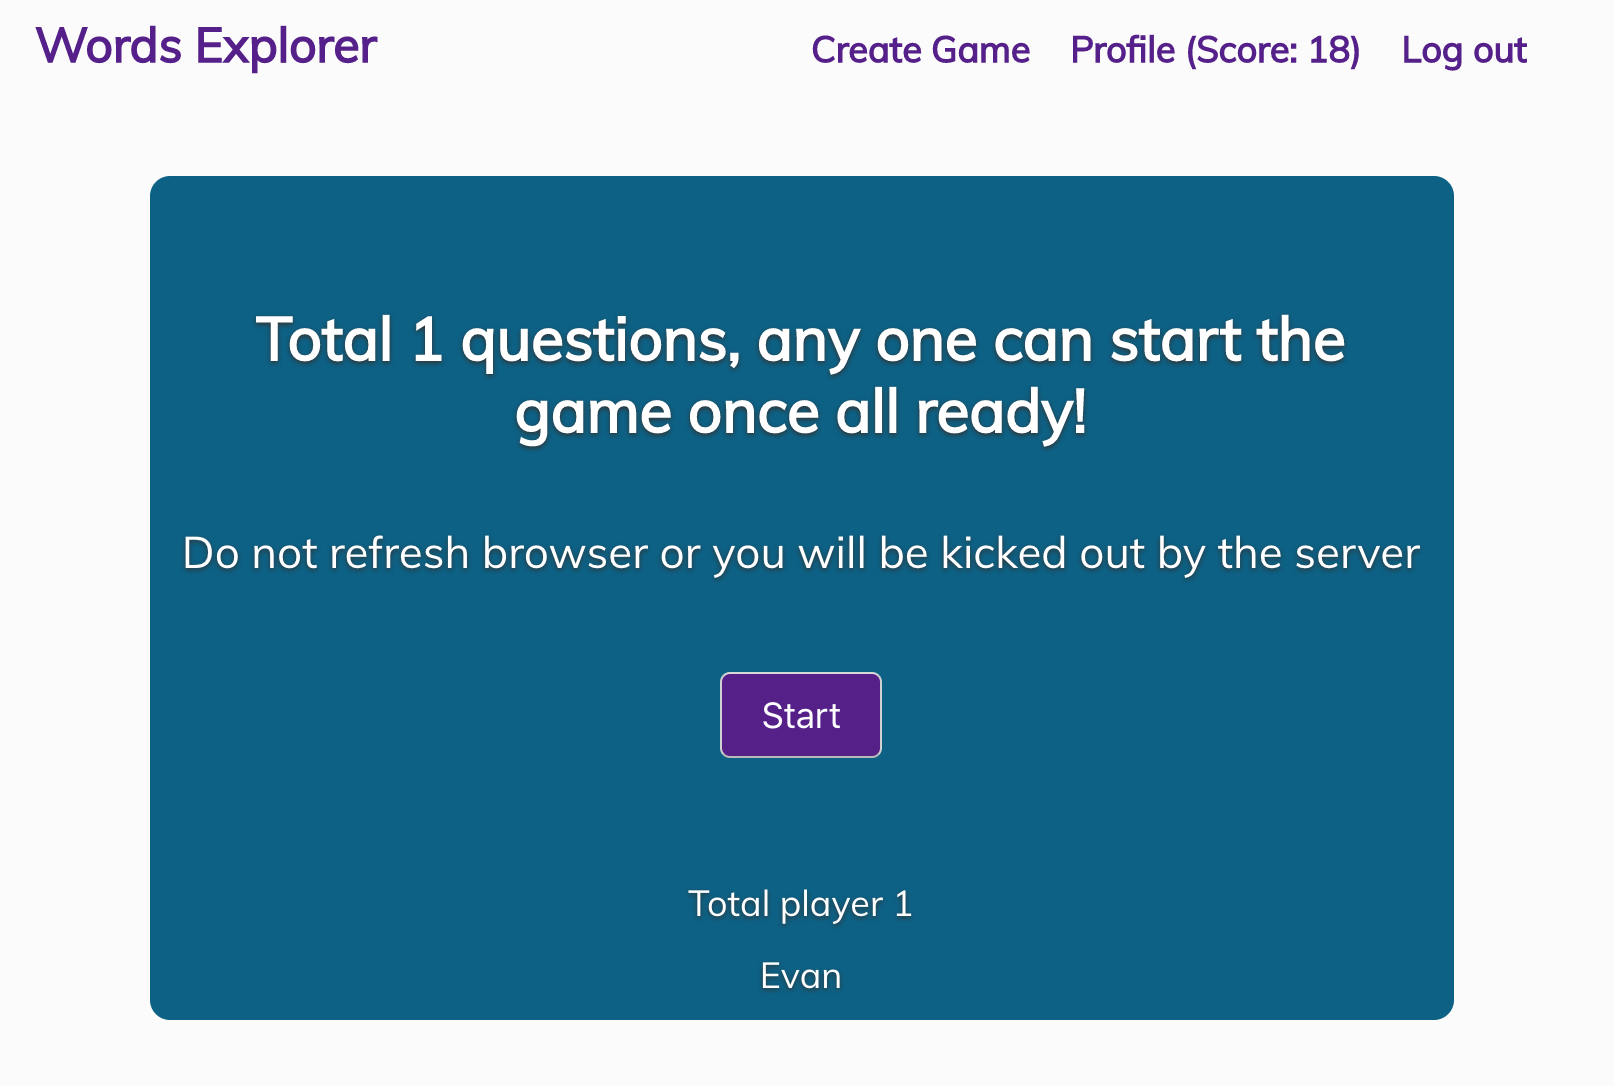 Words Explorer
Create Game Profile (Score: 18) Log out
Total 1 questions, any one can start the
game once all ready!
Do not refresh browser or you will be kicked out by the server
Start
Total player 1
Evan